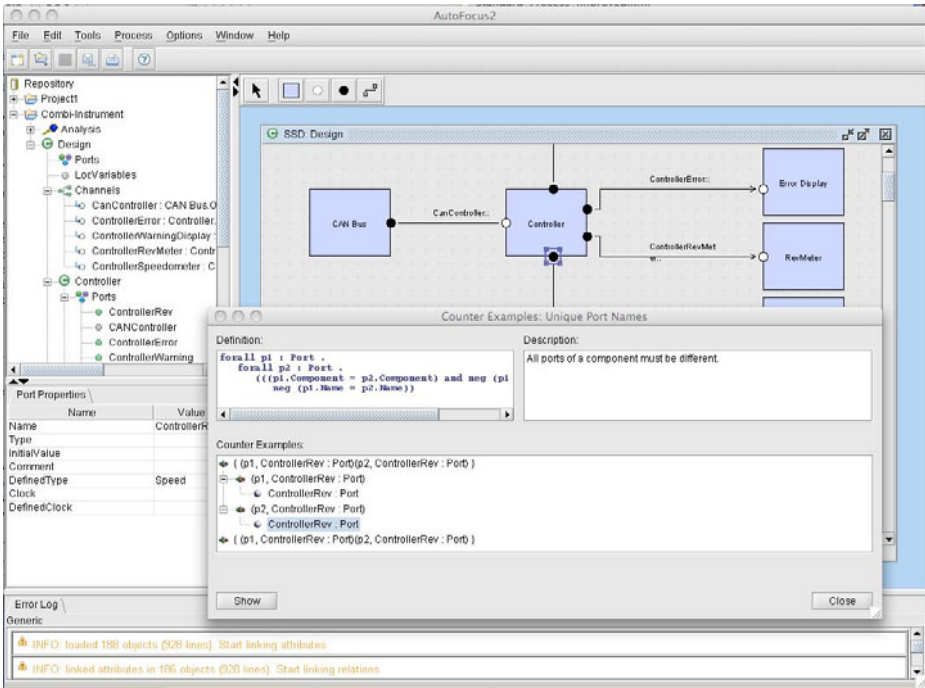 AutoFocus2
File Edit Tools Process Options Window Help
Repository
Project1
Combi-Instrument
Analysis
Design
Ports
LocVariables
Channels
CanController : CAN Bus.O
ControllerError : Controller.
ControllerWarningDisplay :
ControllerRevMeter : Contr
ControllerSpeedometer : C
Controller
Ports
ControllerRev
CANController
ControllerError
ControllerWarning
SSD Design
CAN Bus
CanController::
Controller
ControllerError::
Error Display
ControllerRevMet
RevMeter
Port Properties
Name Value
Name ControllerR
Type
InitialValue
Comment
DefinedType Speed
Clock
DefinedClock
Counter Examples: Unique Port Names
Definition:
forall p1 : Port .
forall p2 : Port .
(((p1.Component = p2.Component) and neg (p1
neg (p1.Name = p2.Name))
Description:
All ports of a component must be different.
Counter Examples:
{ (p1, ControllerRev : Port)(p2, ControllerRev : Port) }
(p1, ControllerRev : Port)
ControllerRev : Port
(p2, ControllerRev : Port)
ControllerRev : Port
{ (p1, ControllerRev : Port)(p2, ControllerRev : Port) }
Show Close
Error Log
Generic
INFO: loaded 188 objects (928 lines). Start linking attributes
INFO: linked attributes in 186 objects (928 lines). Start linking relations